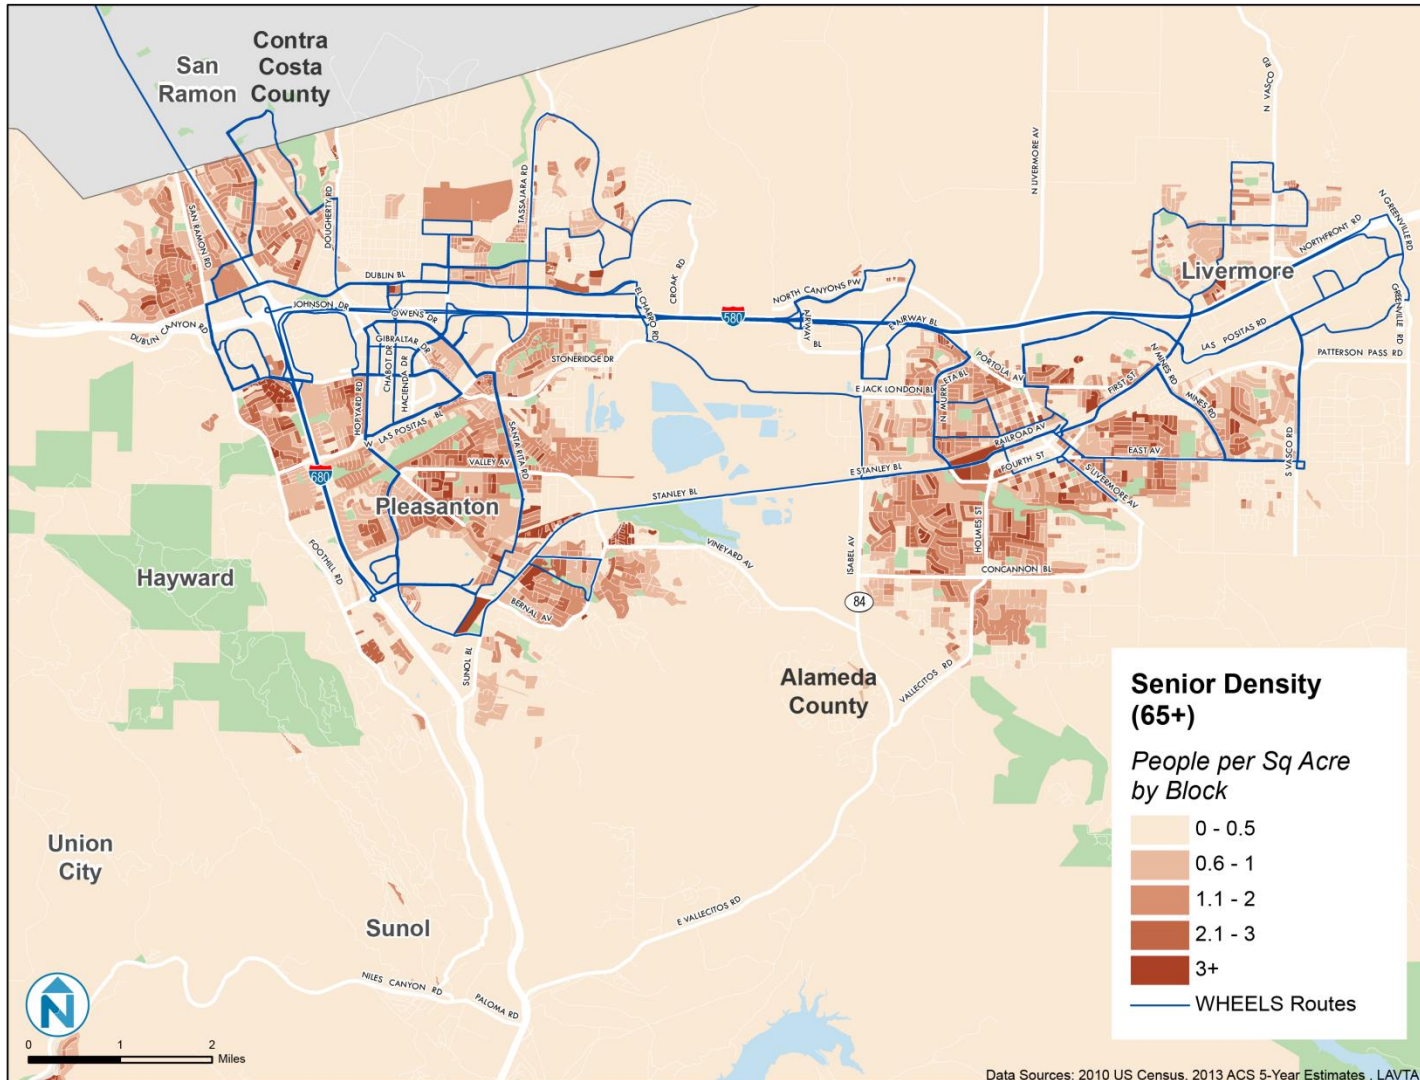 Contra
Costa
County
San
Ramon
N VASCO RD
N LIVERMORE AV
SAN RAMON RD
DOUGHERTY RD
TASSAJARA RD
N GREENVILLE RD
NORTHFRONT RD
Livermore
DUBLIN BL
CROAK RD
NORTH CANYONS PW
EL CHARRO RD
JOHNSON DR
OWENS DR
580
AIRWAY BL
E AIRWAY BL
GREENVILLE RD
DUBLIN CANYON RD
GIBRALTAR DR
LAS POSITAS RD
STONERIDGE DR
PORTOLA AV
N MINES RD
PATTERSON PASS RD
CHABOT DR
HACIENDA DR
E JACK LONDON BL
N MURRIETA BL
FIRST ST
MINES RD
HOPYARD RD
W LAS POSITAS BL
SANTA RITA RD
RAILROAD AV
EAST AV
S VASCO RD
VALLEY AV
E STANLEY BL
FOURTH ST
S LIVERMORE AV
680
STANLEY BL
Pleasanton
HOLMES ST
VINEYARD AV
ISABEL AV
FOOTHILL RD
Hayward
CONCANNON BL
BERNAL AV
84
SUNOL BL
Alameda
County
VALLECITOS RD
Senior Density
(65+)
People per Sq Acre
by Block
0 - 0.5
0.6 - 1
1.1 - 2
2.1 - 3
3+
WHEELS Routes
Union
City
Sunol
E VALLECITOS RD
NILES CANYON RD
PALOMA RD
N
0 1 2
Miles
Data Sources: 2010 US Census, 2013 ACS 5-Year Estimates , LAVTA